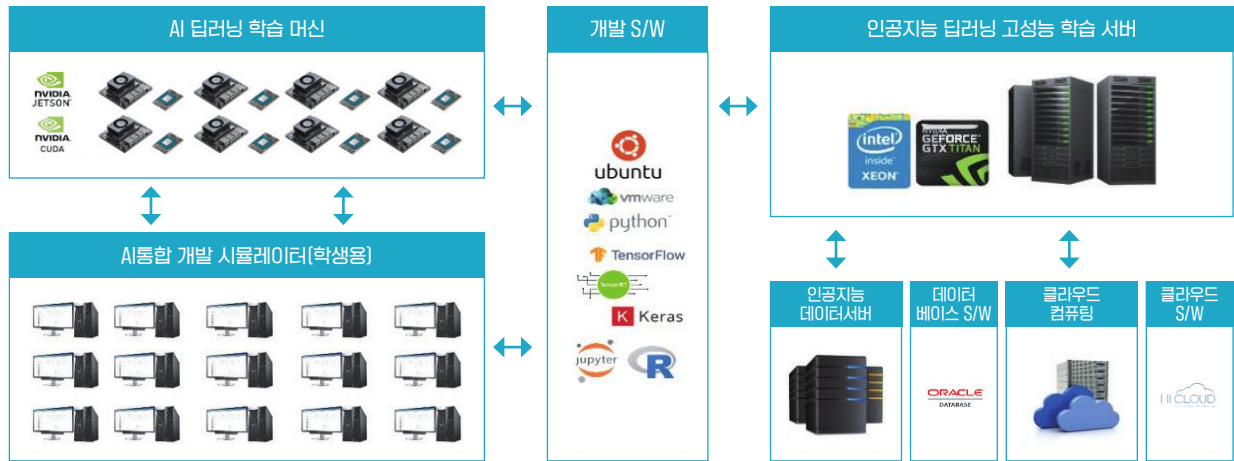 AI 딥러닝 학습 머신
NVIDIA
JETSON
NVIDIA
CUDA
AI통합 개발 시뮬레이터(학생용)
개발 S/W
ubuntu
vmware
python
TensorFlow
TensorRT
K Keras
jupyter
R
인공지능 딥러닝 고성능 학습 서버
intel
inside
XEON
NVIDIA
GEFORCE
GTX TITAN
인공지능
데이터서버
데이터
베이스 S/W
ORACLE
DATABASE
클라우드
컴퓨팅
클라우드
S/W